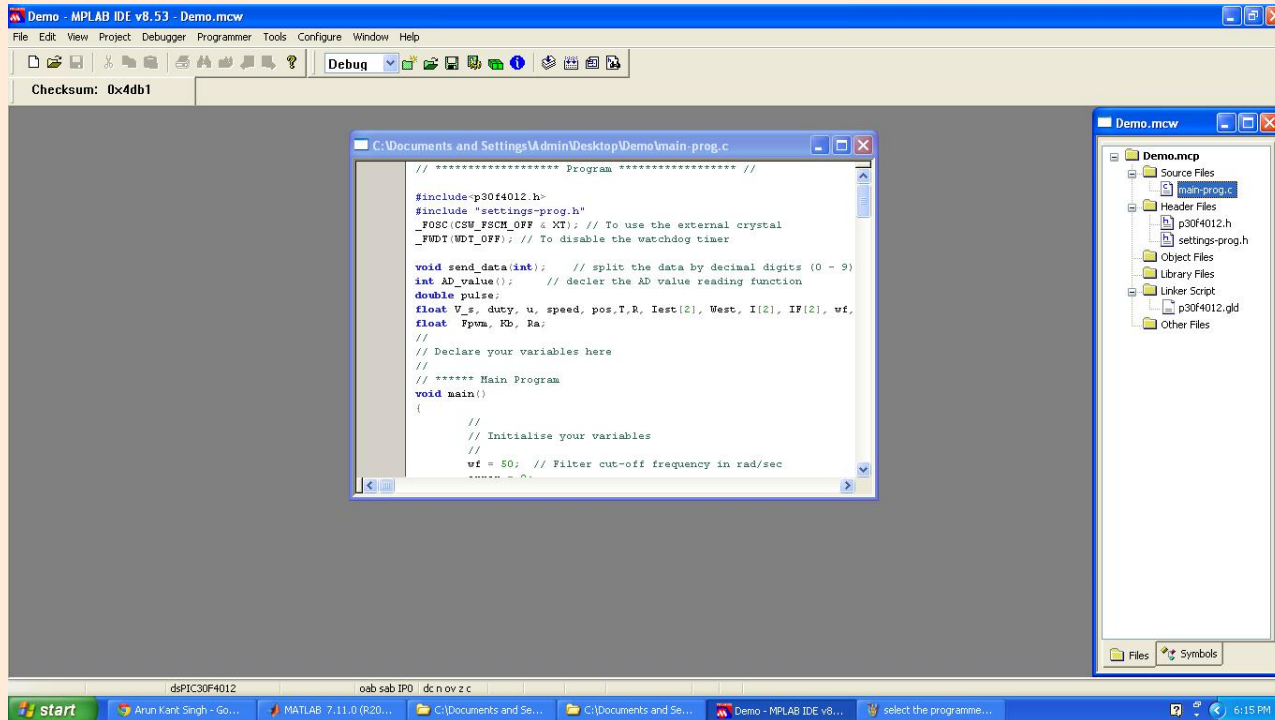 Demo - MPLAB IDE v8.53 - Demo.mcw
File Edit View Project Debugger Programmer Tools Configure Window Help
Debug
Checksum: 0x4db1
C:\Documents and Settings\Admin\Desktop\Demo\main-prog.c
// ****************** Program ****************** //
#include<p30f4012.h>
#include "settings-prog.h"
_FOSC(CSW_FSCM_OFF & XT); // To use the external crystal
_FWDT(WDT_OFF); // To disable the watchdog timer
void send_data(int); // split the data by decimal digits (0 - 9)
int AD_value(); // decler the AD value reading function
double pulse;
float V_s, duty, u, speed, pos,T,R, Iest[2], West, I[2], IF[2], wf,
float Fpwm, Kb, Ra;
//
// Declare your variables here
//
// ****** Main Program
void main()
{
//
// Initialise your variables
//
wf = 50; // Filter cut-off frequency in rad/sec
Demo.mcw
Demo.mcp
Source Files
main-prog.c
Header Files
p30f4012.h
settings-prog.h
Object Files
Library Files
Linker Script
p30f4012.gld
Other Files
Files Symbols
dsPIC30F4012 oab sab IP0 dc n ov z c
start Arun Kant Singh - Go... MATLAB 7.11.0 (R20... C:\Documents and Se... C:\Documents and Se... Demo - MPLAB IDE v8... select the programme... 6:15 PM